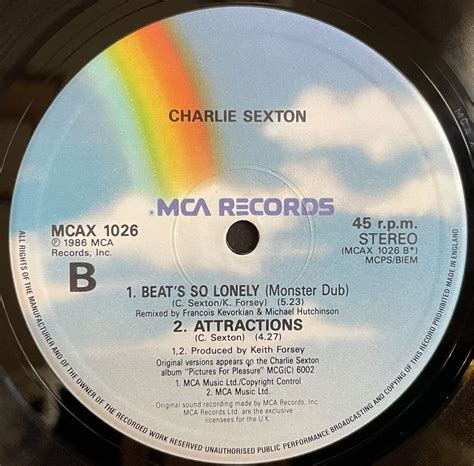 CHARLIE SEXTON
MCA RECORDS
MCAX 1026
℗ 1986 MCA
Records, Inc.
B
45 r.p.m.
STEREO
(MCAX 1026 B*)
MCPS/BIEM
1. BEAT'S SO LONELY (Monster Dub)
(C. Sexton/K. Forsey) (5.23)
Remixed by Francois Kevorkian & Michael Hutchinson
2. ATTRACTIONS
(C. Sexton) (4.27)
1,2. Produced by Keith Forsey
Original versions appears on the Charlie Sexton
album "Pictures For Pleasure" MCG(C) 6002
1. MCA Music Ltd./Copyright Control
2. MCA Music Ltd.
Original sound recording made by MCA Records Inc.
MCA Records Ltd. are the exclusive
licensees for the U.K.
ALL RIGHTS OF THE MANUFACTURER AND OF THE OWNER OF THE RECORDED WORK RESERVED UNAUTHORISED PUBLIC PERFORMANCE BROADCASTING AND COPYING OF THIS RECORD PROHIBITED MADE IN ENGLAND